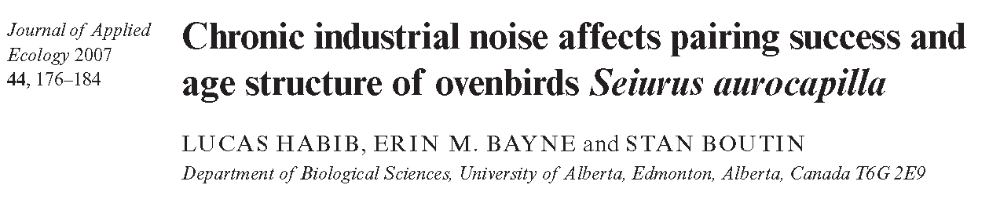 Journal of Applied
Ecology 2007
44, 176–184
Chronic industrial noise affects pairing success and
age structure of ovenbirds Seiurus aurocapilla
LUCAS HABIB, ERIN M. BAYNE and STAN BOUTIN
Department of Biological Sciences, University of Alberta, Edmonton, Alberta, Canada T6G 2E9